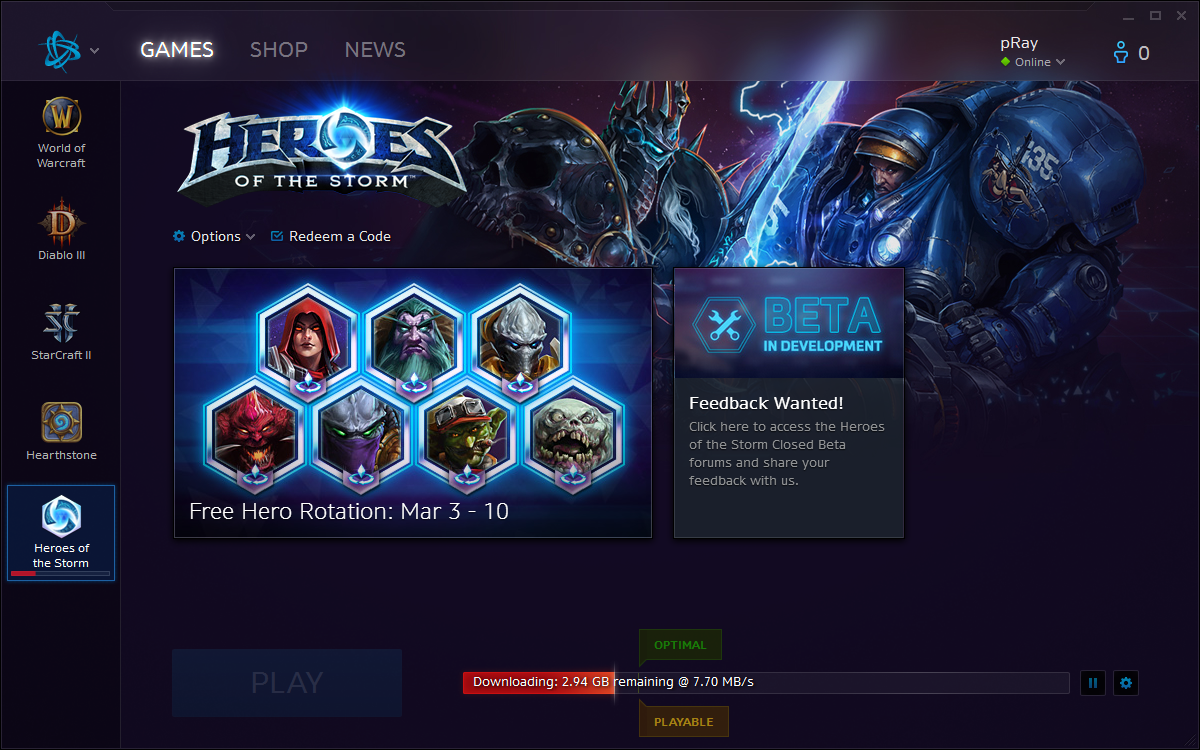 GAMES SHOP NEWS
pRay
Online
0
World of
Warcraft
Diablo III
StarCraft II
Hearthstone
Heroes of
the Storm
HEROES
OF THE STORM™
Options
Redeem a Code
Free Hero Rotation: Mar 3 - 10
BETA
IN DEVELOPMENT
Feedback Wanted!
Click here to access the Heroes
of the Storm Closed Beta
forums and share your
feedback with us.
PLAY
OPTIMAL
Downloading: 2.94 GB remaining @ 7.70 MB/s
PLAYABLE